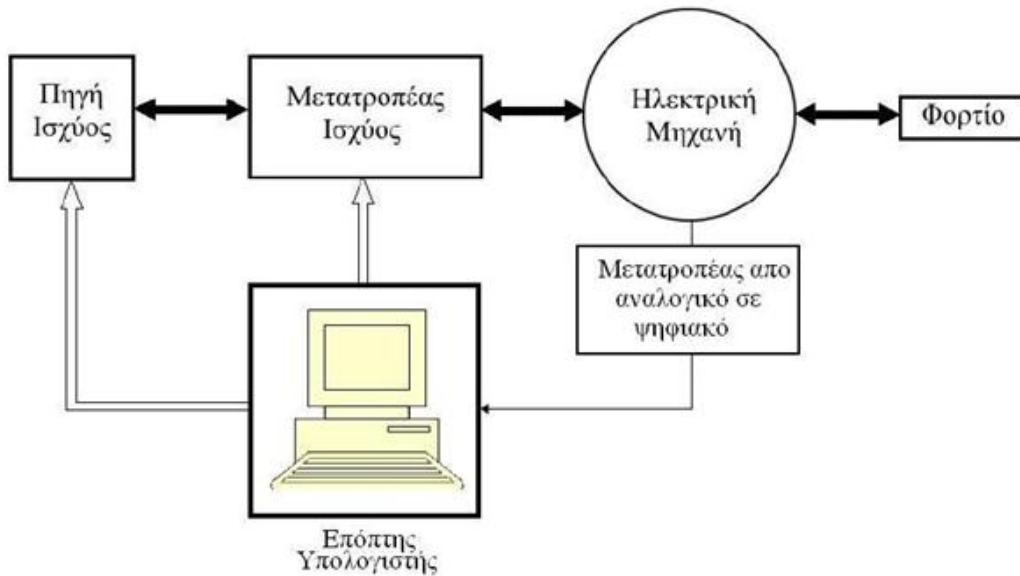 Πηγή
Ισχύος
Μετατροπέας
Ισχύος
Ηλεκτρική
Μηχανή
Φορτίο
Μετατροπέας απο
αναλογικό σε
ψηφιακό
Επόπτης
Υπολογιστής